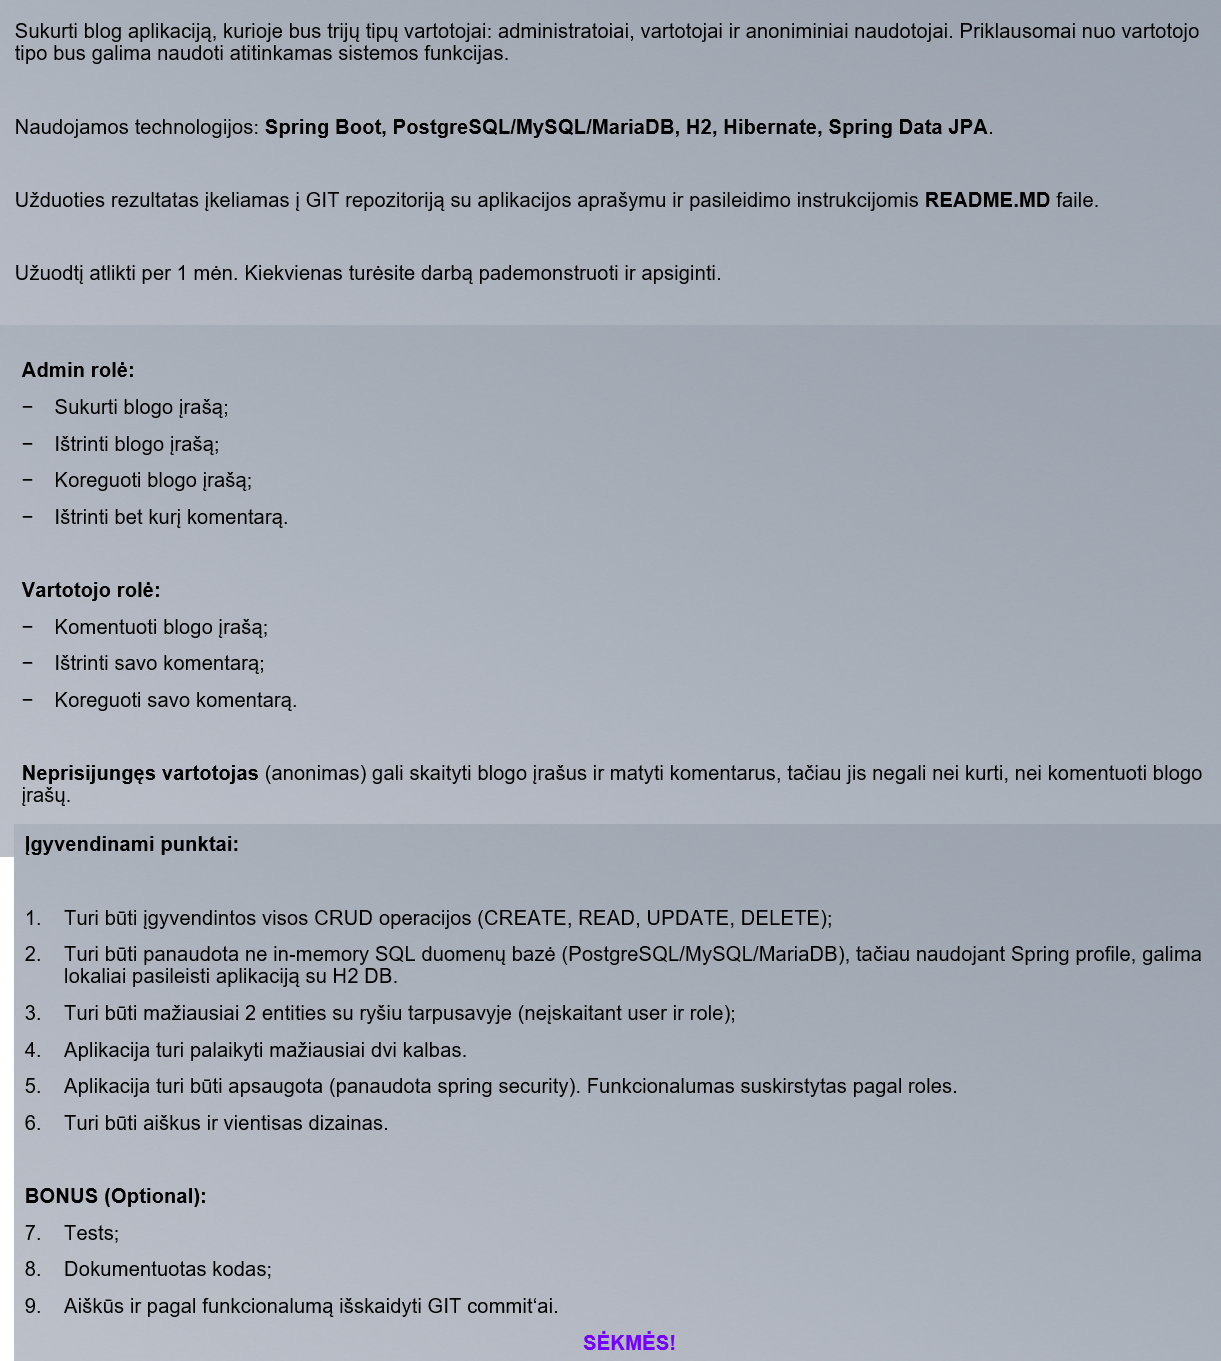 Sukurti blog aplikaciją, kurioje bus trijų tipų vartotojai: administratoiai, vartotojai ir anoniminiai naudotojai. Priklausomai nuo vartotojo
tipo bus galima naudoti atitinkamas sistemos funkcijas.
Naudojamos technologijos: Spring Boot, PostgreSQL/MySQL/MariaDB, H2, Hibernate, Spring Data JPA.
Užduoties rezultatas įkeliamas į GIT repozitoriją su aplikacijos aprašymu ir pasileidimo instrukcijomis README.MD faile.
Užuodtį atlikti per 1 mėn. Kiekvienas turėsite darbą pademonstruoti ir apsiginti.
Admin rolė:
− Sukurti blogo įrašą;
− Ištrinti blogo įrašą;
− Koreguoti blogo įrašą;
− Ištrinti bet kurį komentarą.
Vartotojo rolė:
− Komentuoti blogo įrašą;
− Ištrinti savo komentarą;
− Koreguoti savo komentarą.
Neprisijungęs vartotojas (anonimas) gali skaityti blogo įrašus ir matyti komentarus, tačiau jis negali nei kurti, nei komentuoti blogo
įrašų.
Įgyvendinami punktai:
1. Turi būti įgyvendintos visos CRUD operacijos (CREATE, READ, UPDATE, DELETE);
2. Turi būti panaudota ne in-memory SQL duomenų bazė (PostgreSQL/MySQL/MariaDB), tačiau naudojant Spring profile, galima
lokaliai pasileisti aplikaciją su H2 DB.
3. Turi būti mažiausiai 2 entities su ryšiu tarpusavyje (neįskaitant user ir role);
4. Aplikacija turi palaikyti mažiausiai dvi kalbas.
5. Aplikacija turi būti apsaugota (panaudota spring security). Funkcionalumas suskirstytas pagal roles.
6. Turi būti aiškus ir vientisas dizainas.
BONUS (Optional):
7. Tests;
8. Dokumentuotas kodas;
9. Aiškūs ir pagal funkcionalumą išskaidyti GIT commit‘ai.
SĖKMĖS!